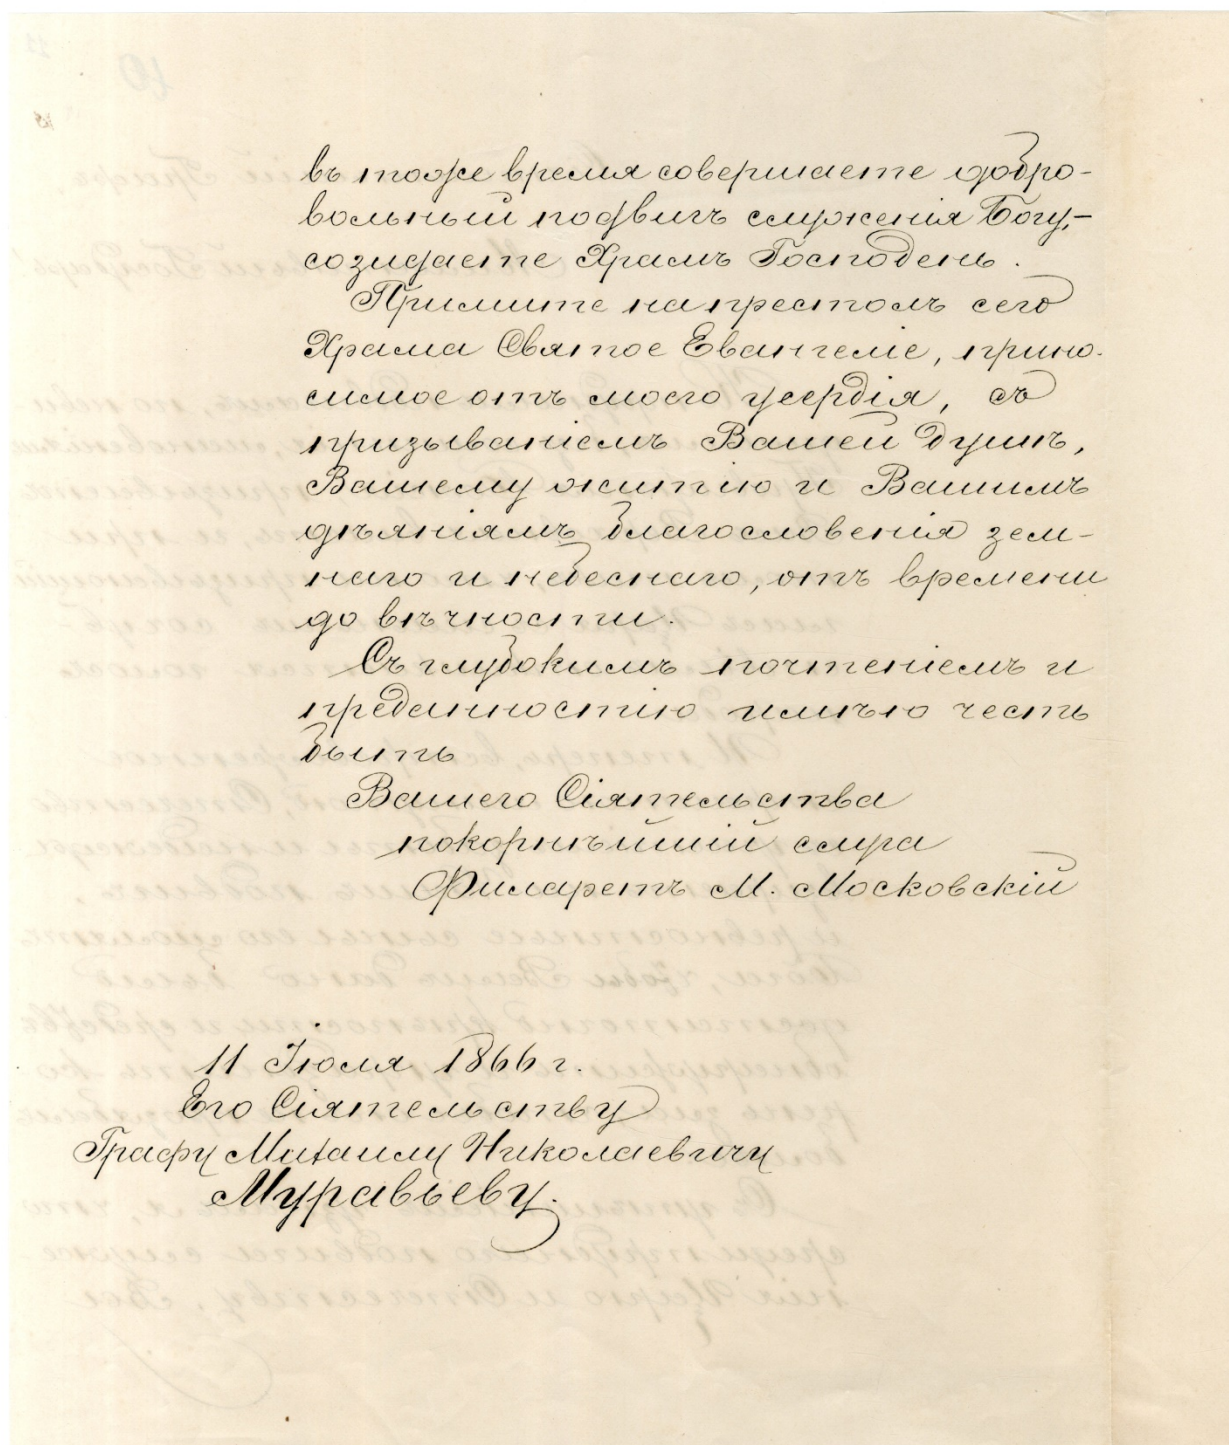 въ тоже время совершаете добро-
вольный подвигъ служенія Богу,-
созидаете Храмъ Господень.
Примите на престолъ сего
Храма Святое Евангеліе, прино-
симое отъ моего усердія, съ
призываніемъ Вашей душѣ,
Вашему житію и Вашимъ
дѣяніямъ благословенія зем-
наго и небеснаго, отъ времени
до вѣчности.
Съ глубокимъ почтеніемъ и
преданностію имѣю честь
быть
Вашего Сіятельства
покорнѣйшій слуга
Филаретъ М. Московскій
11 Іюля 1866 г.
Его Сіятельству
Графу Михаилу Николаевичу
Муравьеву.